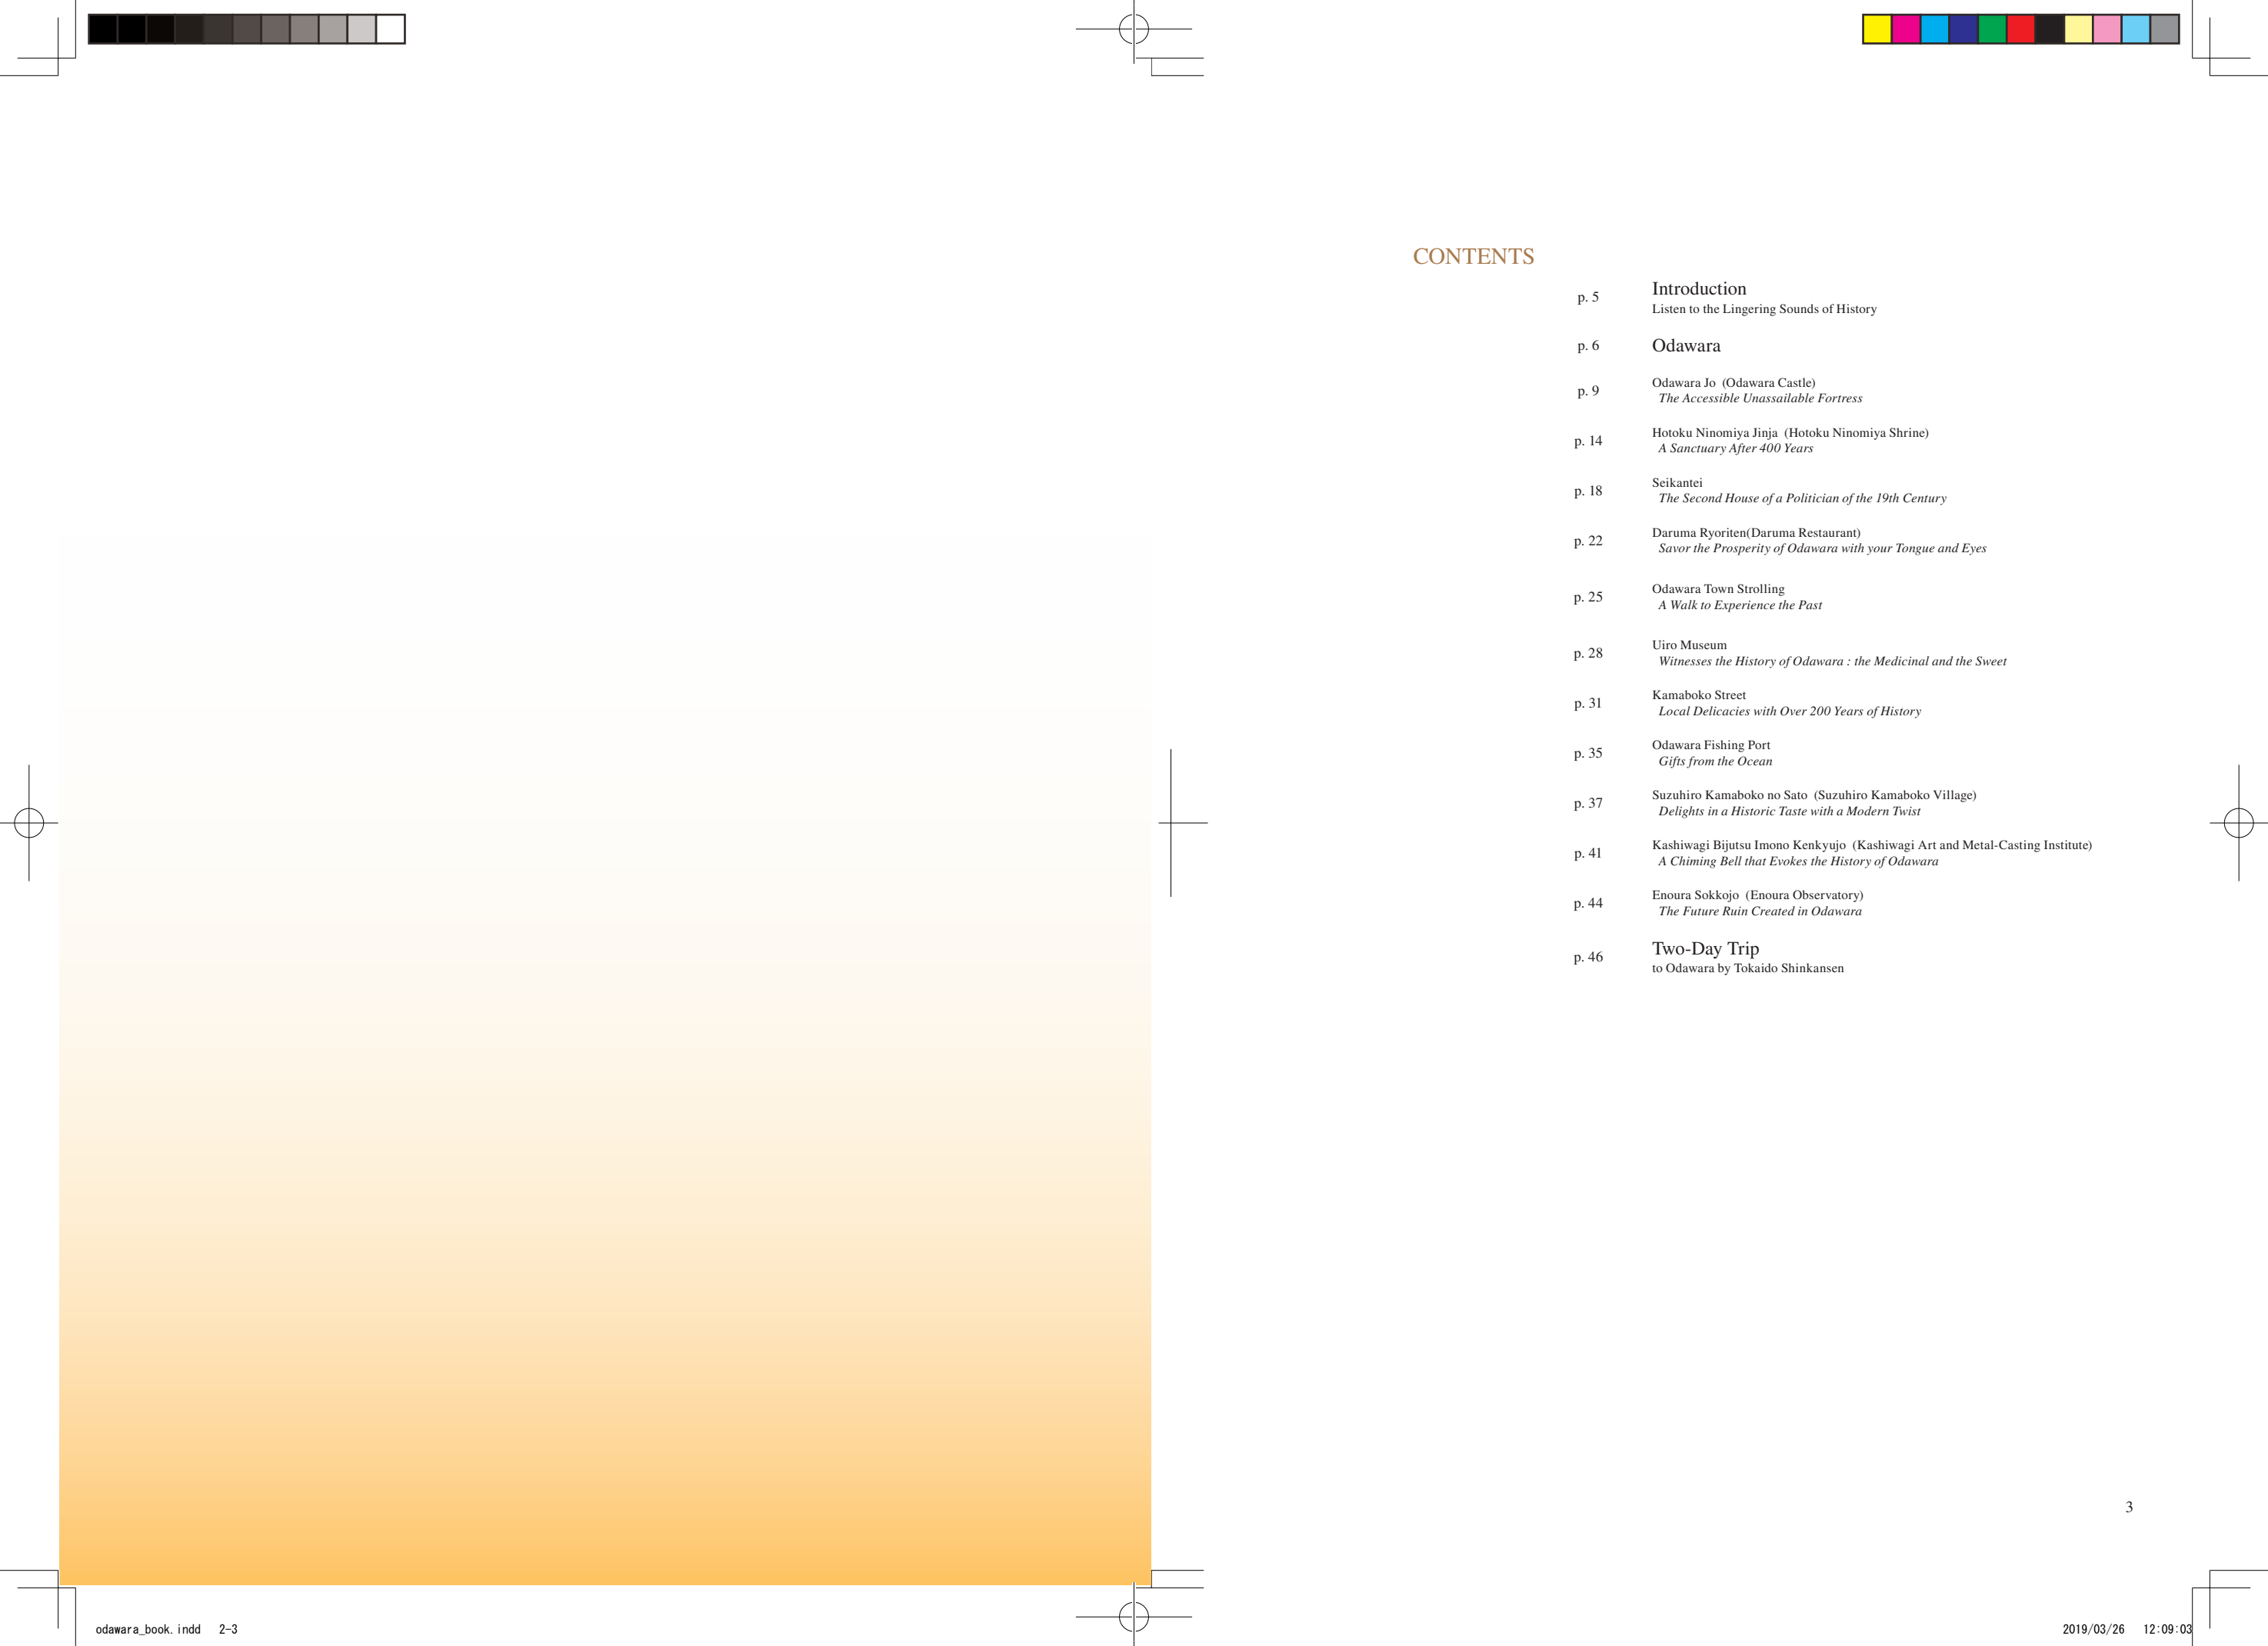 CONTENTS
p. 5
Introduction
Listen to the Lingering Sounds of History
p. 6
Odawara
p. 9
Odawara Jo (Odawara Castle)
The Accessible Unassailable Fortress
p. 14
Hotoku Ninomiya Jinja (Hotoku Ninomiya Shrine)
A Sanctuary After 400 Years
p. 18
Seikantei
The Second House of a Politician of the 19th Century
p. 22
Daruma Ryoriten(Daruma Restaurant)
Savor the Prosperity of Odawara with your Tongue and Eyes
p. 25
Odawara Town Strolling
A Walk to Experience the Past
p. 28
Uiro Museum
Witnesses the History of Odawara : the Medicinal and the Sweet
p. 31
Kamaboko Street
Local Delicacies with Over 200 Years of History
p. 35
Odawara Fishing Port
Gifts from the Ocean
p. 37
Suzuhiro Kamaboko no Sato (Suzuhiro Kamaboko Village)
Delights in a Historic Taste with a Modern Twist
p. 41
Kashiwagi Bijutsu Imono Kenkyujo (Kashiwagi Art and Metal-Casting Institute)
A Chiming Bell that Evokes the History of Odawara
p. 44
Enoura Sokkojo (Enoura Observatory)
The Future Ruin Created in Odawara
p. 46
Two-Day Trip
to Odawara by Tokaido Shinkansen
3
odawara_book.indd 2-3
2019/03/26 12:09:03